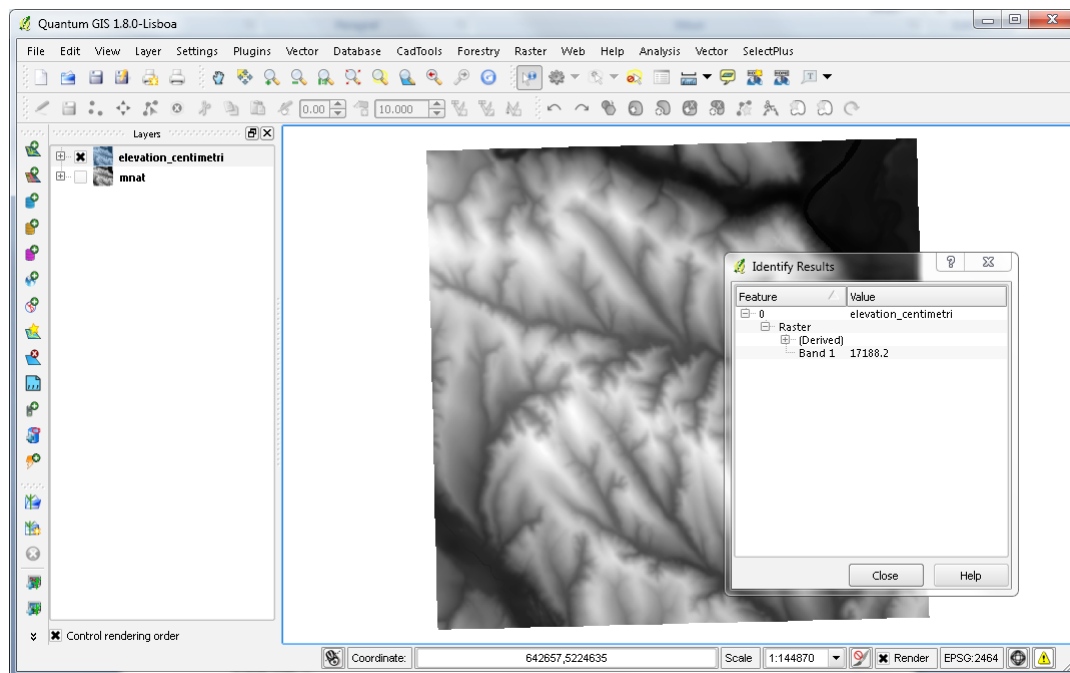 Quantum GIS 1.8.0-Lisboa
File Edit View Layer Settings Plugins Vector Database CadTools Forestry Raster Web Help Analysis Vector SelectPlus
0.00 10.000
Layers
elevation_centimetri
mnat
Identify Results
Feature Value
0 elevation_centimetri
Raster
(Derived)
Band 1 17188.2
Close Help
Control rendering order
Coordinate: 642657,5224635 Scale 1:144870 Render EPSG:2464